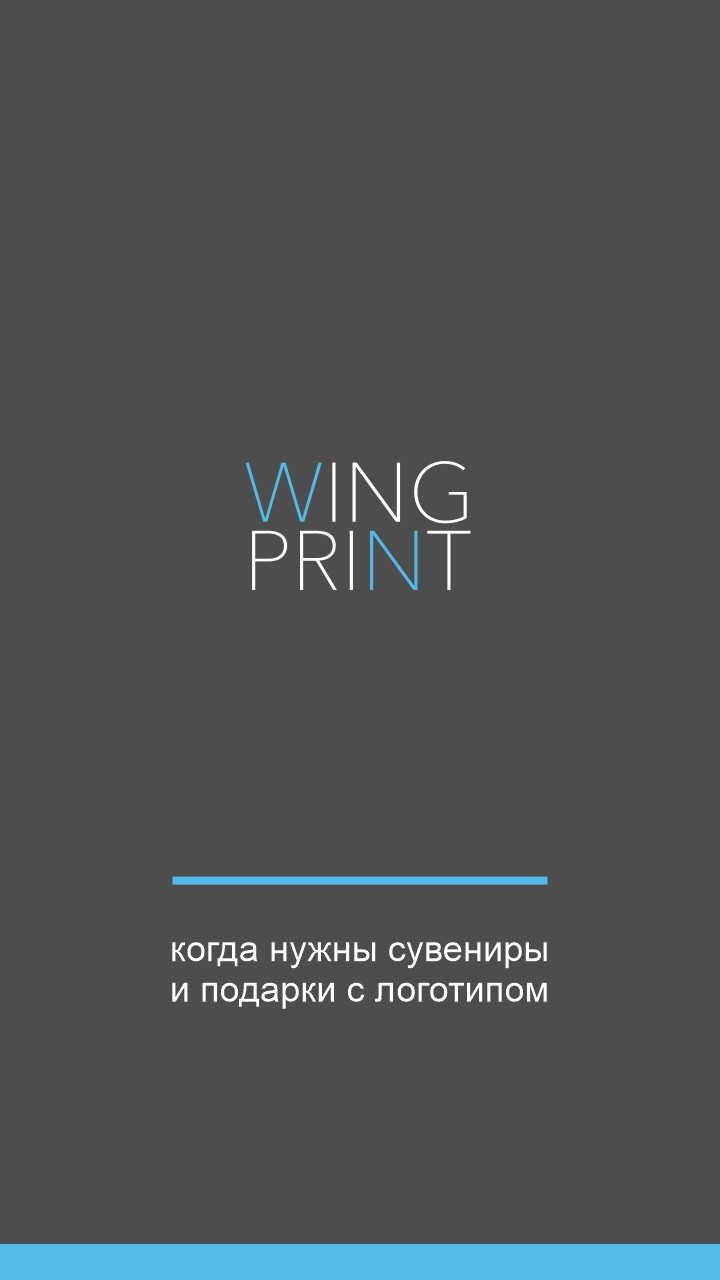 WING
PRINT
когда нужны сувениры
и подарки с логотипом